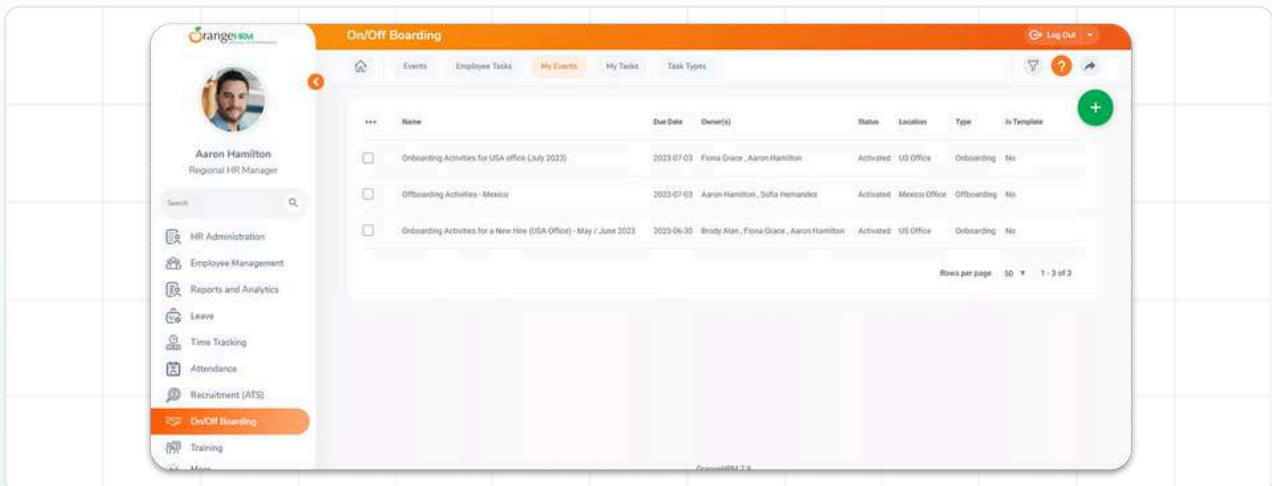 OrangeHRM
On/Off Boarding
Log Out
Events Employee Tasks My Events My Tasks Task Types
?
Aaron Hamilton
Regional HR Manager
Search
HR Administration
Employee Management
Reports and Analytics
Leave
Time Tracking
Attendance
Recruitment (ATS)
On/Off Boarding
Training
More
Name Due Date Owner(s) Status Location Type Is Template
Onboarding Activities for USA office (July 2023) 2023-07-03 Fiona Grace , Aaron Hamilton Activated US Office Onboarding No
Offboarding Activities - Mexico 2023-07-03 Aaron Hamilton , Sofia Hernandez Activated Mexico Office Offboarding No
Onboarding Activities for a New Hire (USA Office) - May / June 2023 2023-06-30 Brody Alan , Fiona Grace , Aaron Hamilton Activated US Office Onboarding No
Rows per page 50 1 - 3 of 3